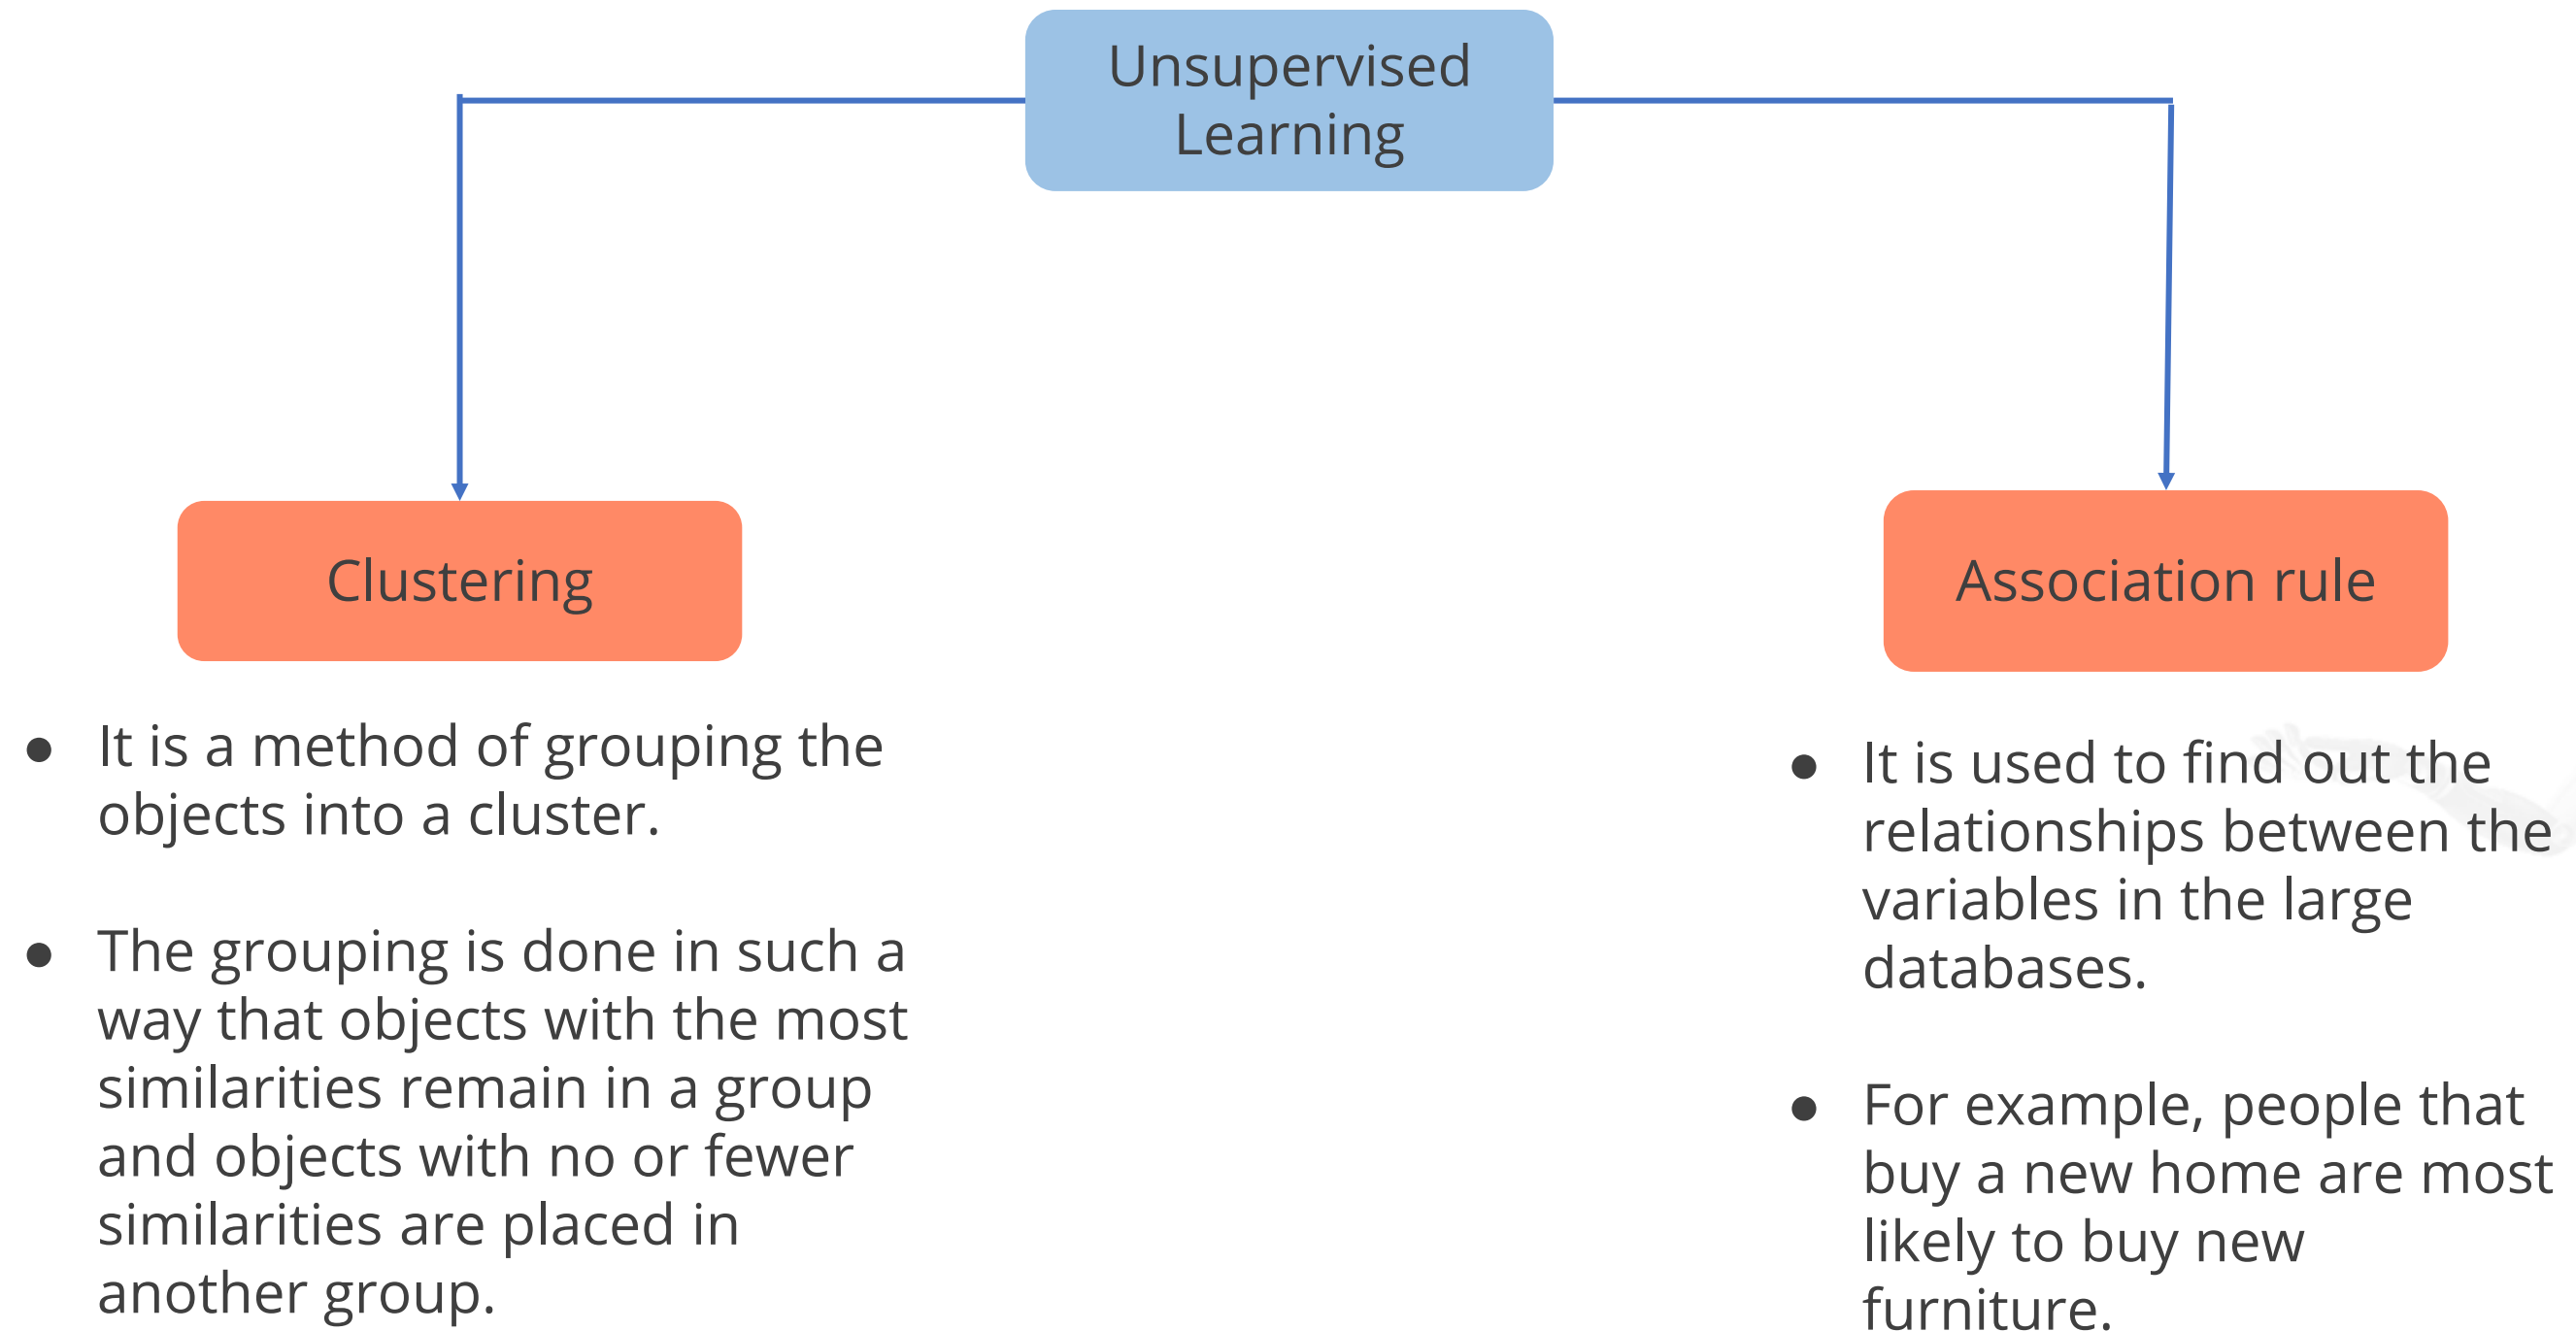 Unsupervised
Learning
Clustering
● It is a method of grouping the
objects into a cluster.
● The grouping is done in such a
way that objects with the most
similarities remain in a group
and objects with no or fewer
similarities are placed in
another group.
Association rule
● It is used to find out the
relationships between the
variables in the large
databases.
● For example, people that
buy a new home are most
likely to buy new
furniture.